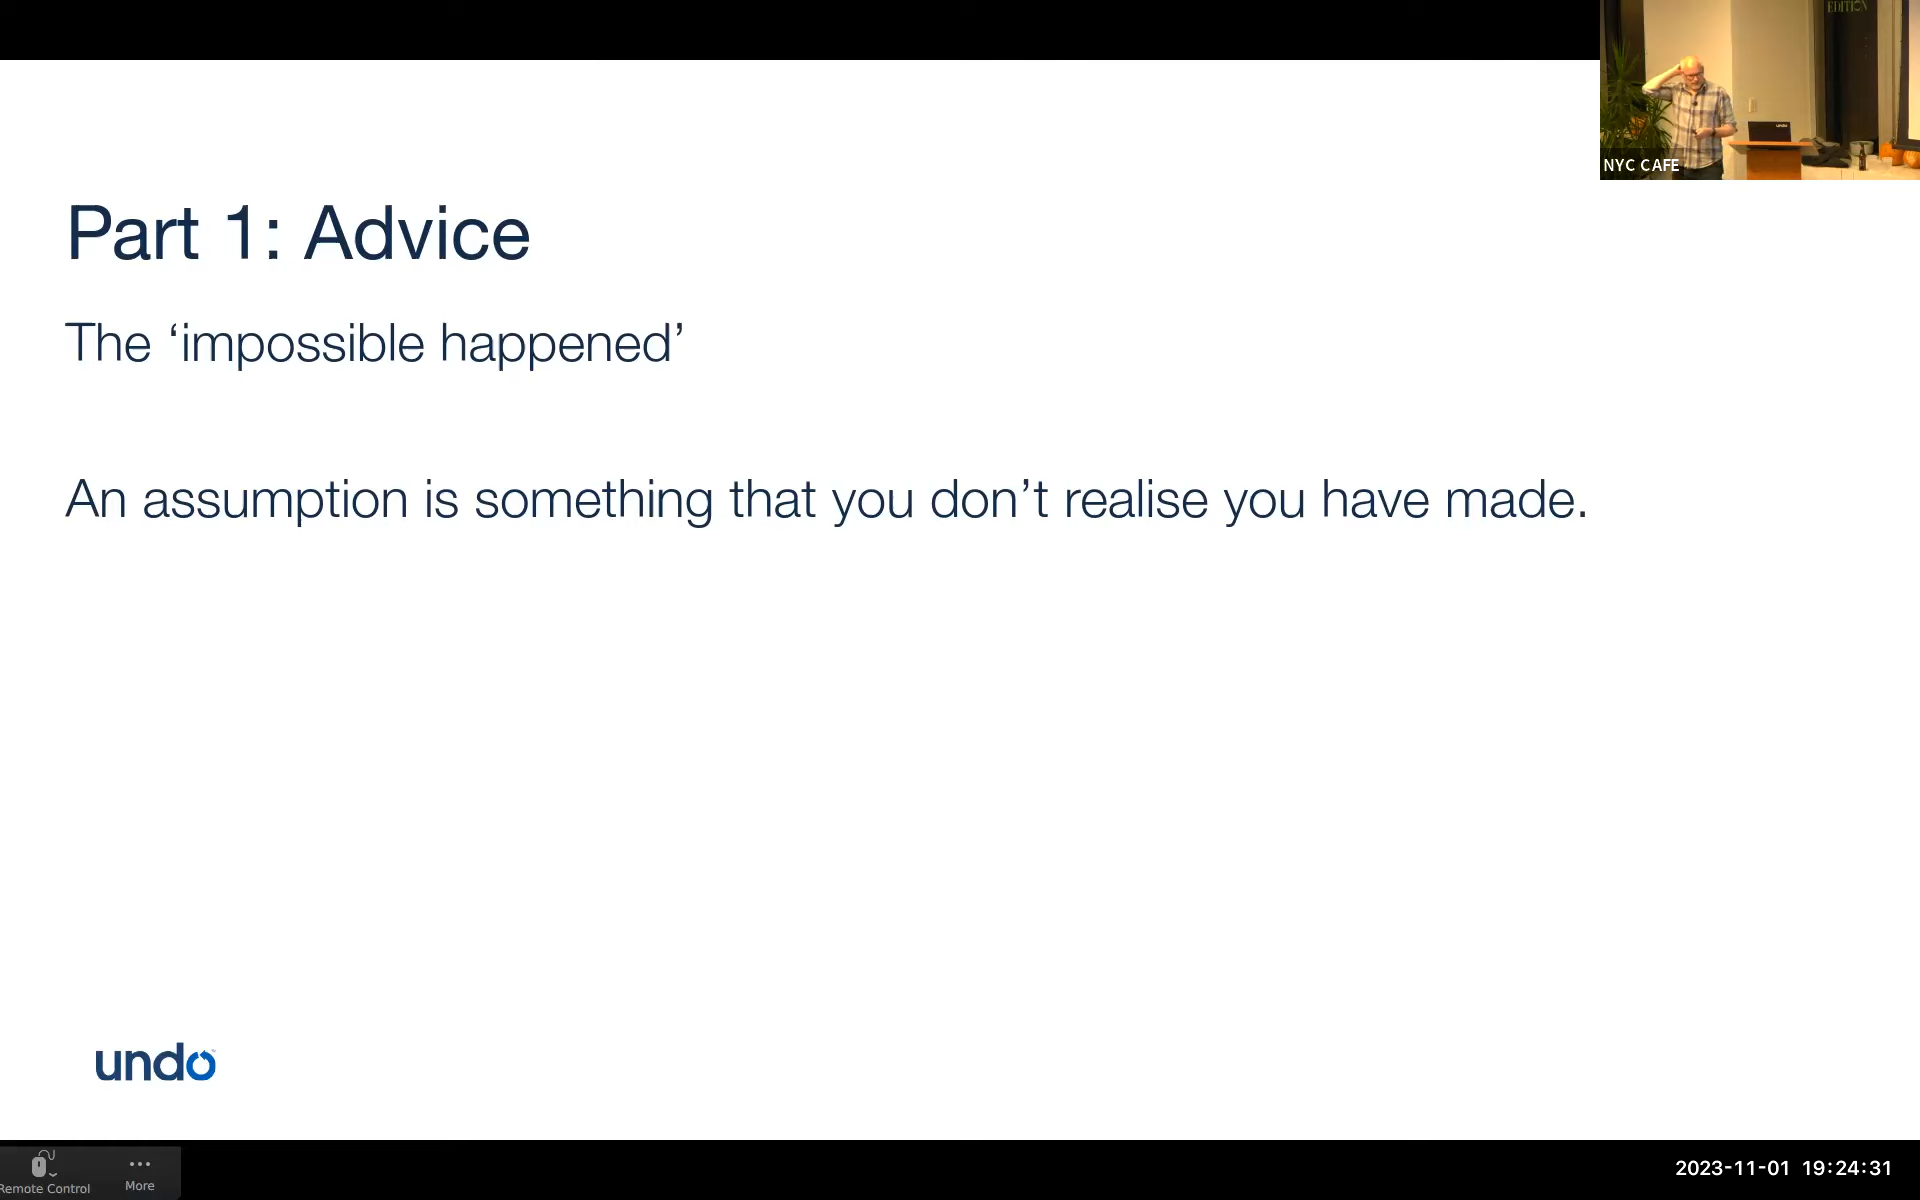 EDITION
NYC CAFE
Part 1: Advice
The ‘impossible happened’
An assumption is something that you don’t realise you have made.
undo
Remote Control
More
2023-11-01 19:24:31